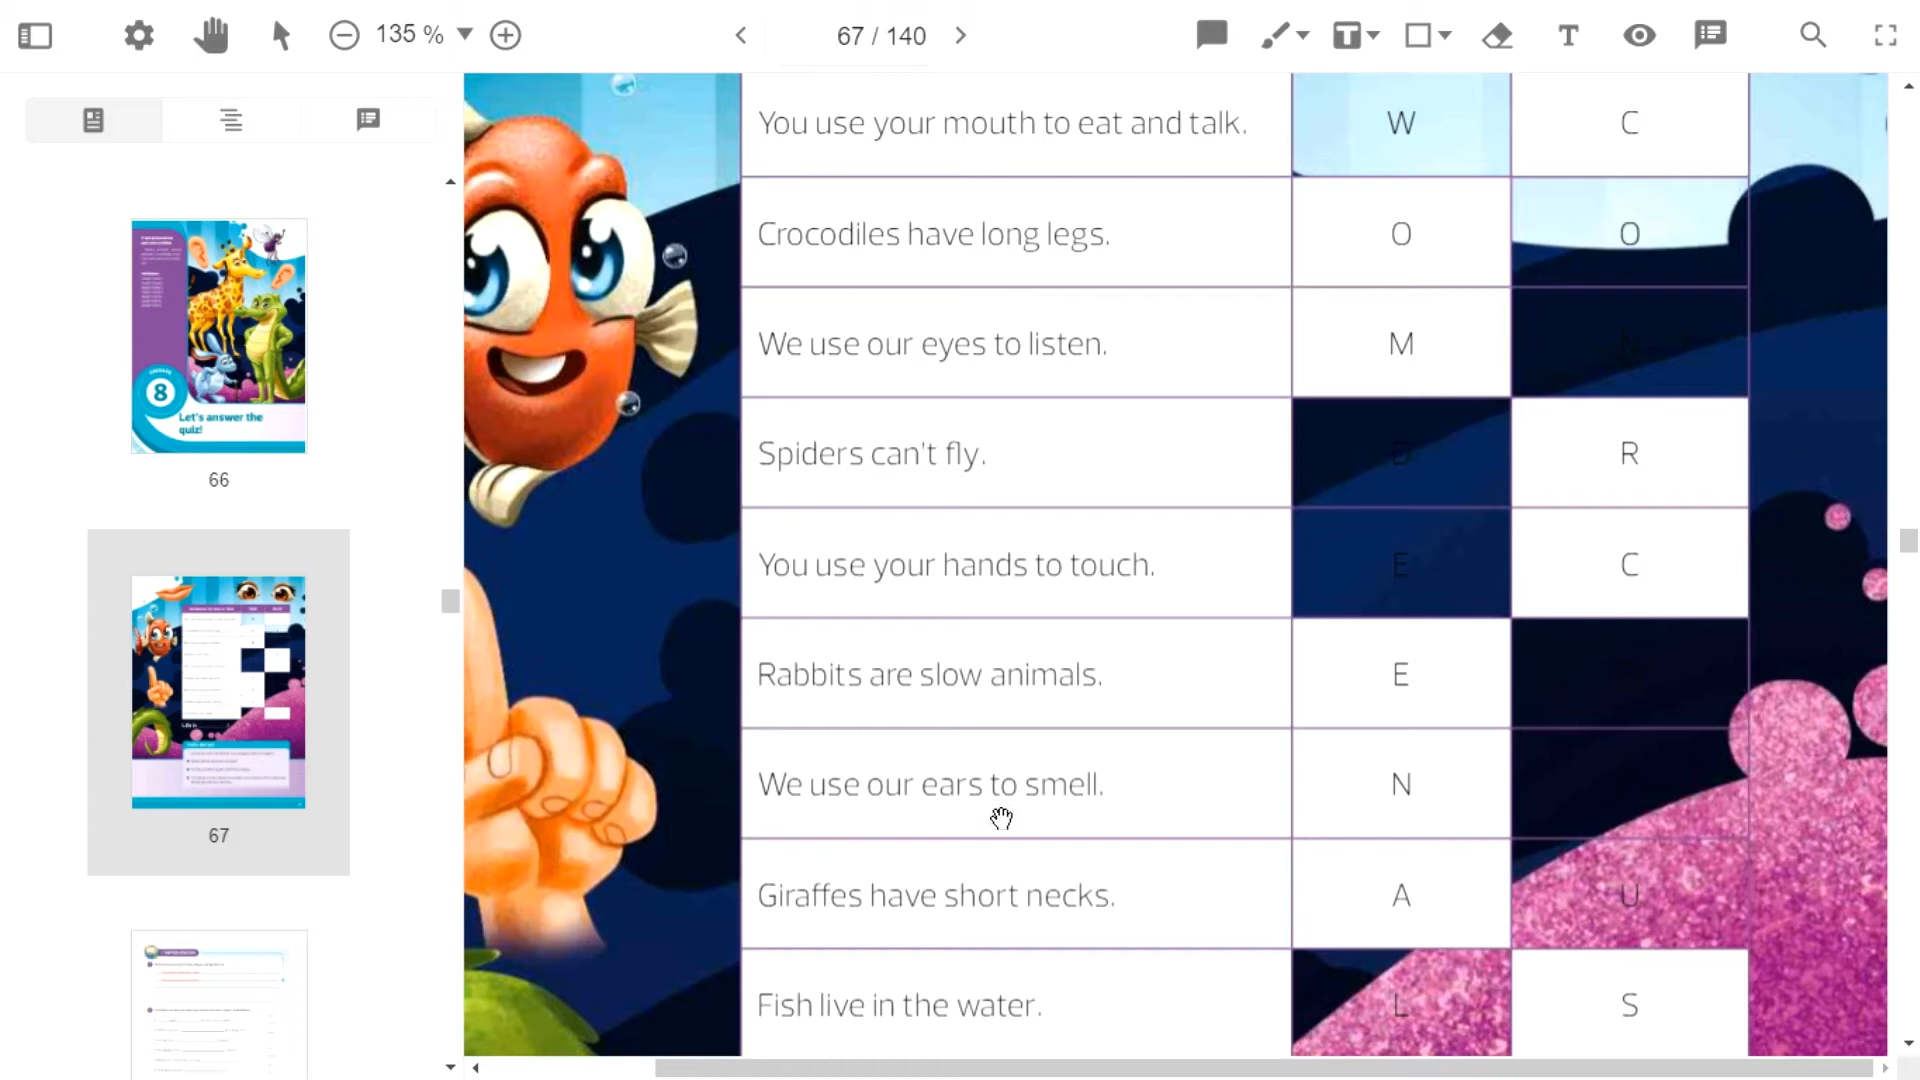 135 %
67 / 140
You use your mouth to eat and talk. W C
Crocodiles have long legs. O O
We use our eyes to listen. M N
Spiders can't fly. D R
You use your hands to touch. E C
Rabbits are slow animals. E
We use our ears to smell. N
Giraffes have short necks. A U
Fish live in the water. L S
8
Let's answer the
quiz!
66
67